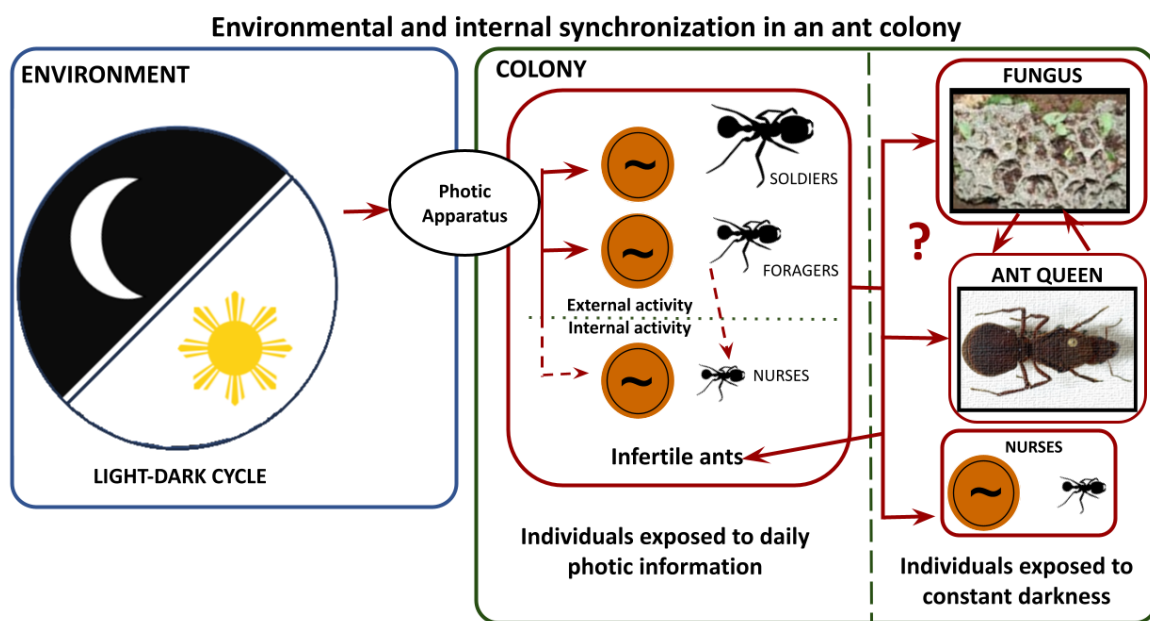 Environmental and internal synchronization in an ant colony
ENVIRONMENT
LIGHT-DARK CYCLE
Photic
Apparatus
COLONY
~
SOLDIERS
~
FORAGERS
External activity
Internal activity
~
NURSES
Infertile ants
Individuals exposed to daily
photic information
?
FUNGUS
ANT QUEEN
NURSES
~
Individuals exposed to
constant darkness